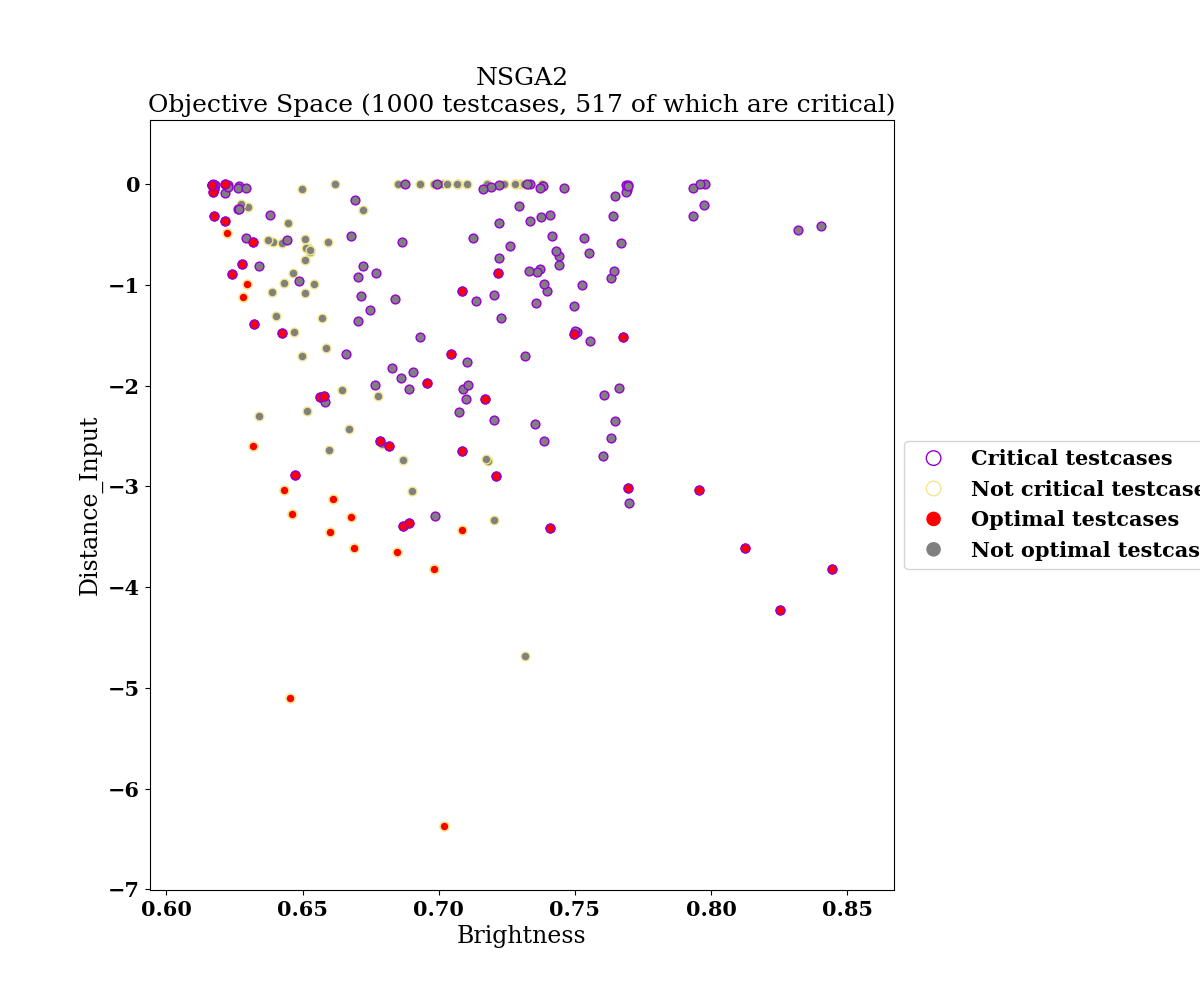 NSGA2
Objective Space (1000 testcases, 517 of which are critical)
0
−1
−2
−3
−4
−5
−6
−7
Distance_Input
0.60 0.65 0.70 0.75 0.80 0.85
Brightness
Critical testcases
Not critical testcase
Optimal testcases
Not optimal testcas